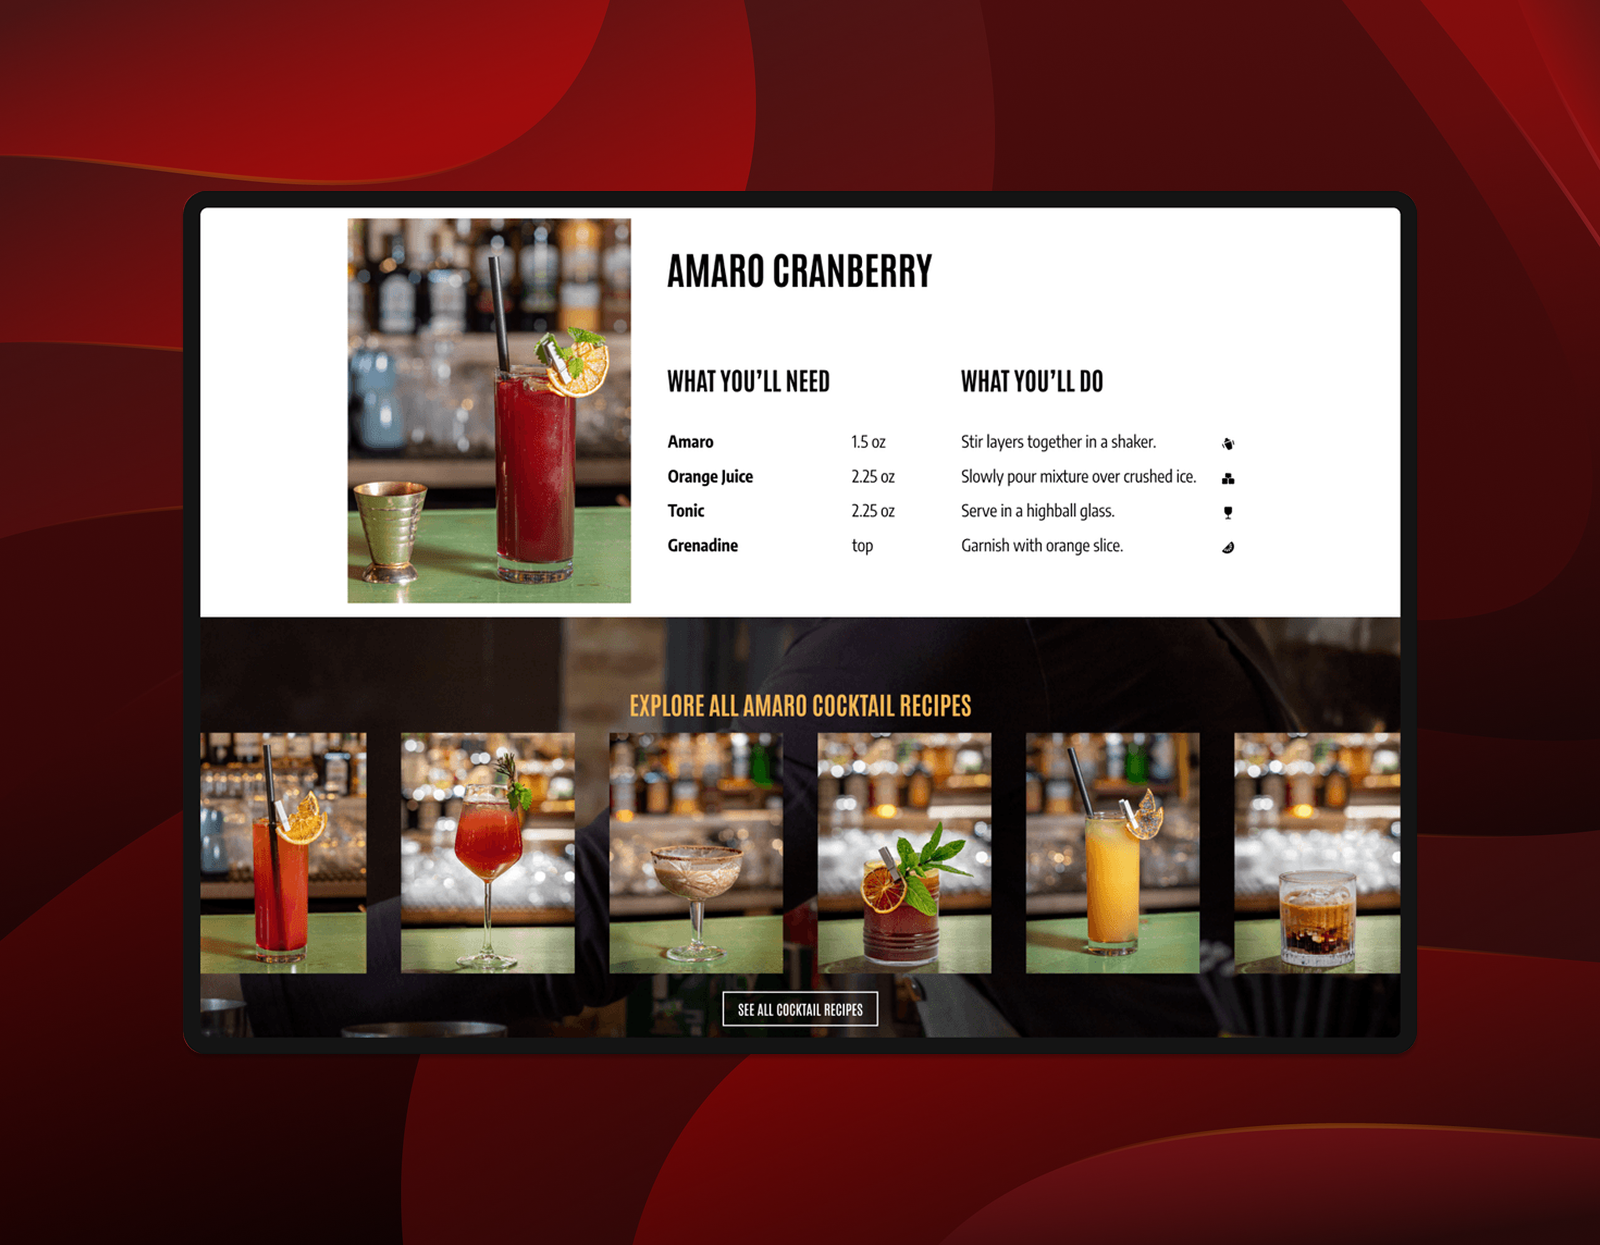 AMARO CRANBERRY
WHAT YOU'LL NEED
Amaro 1.5 oz
Orange Juice 2.25 oz
Tonic 2.25 oz
Grenadine top
WHAT YOU'LL DO
Stir layers together in a shaker.
Slowly pour mixture over crushed ice.
Serve in a highball glass.
Garnish with orange slice.
EXPLORE ALL AMARO COCKTAIL RECIPES
SEE ALL COCKTAIL RECIPES